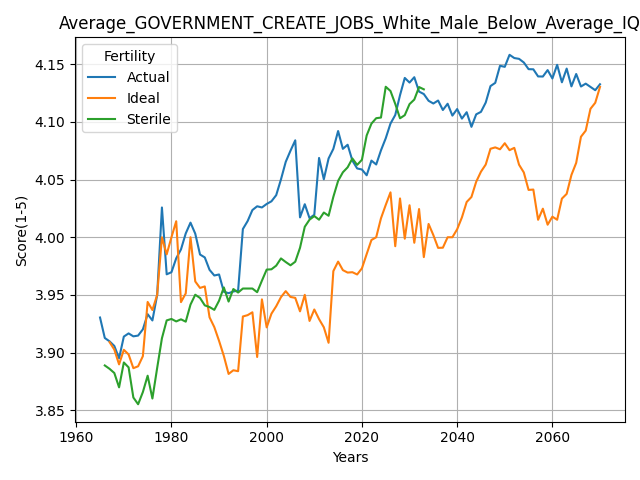 Average_GOVERNMENT_CREATE_JOBS_White_Male_Below_Average_IQ
Fertility
Actual
Ideal
Sterile
4.15
4.10
4.05
4.00
3.95
3.90
3.85
Score(1-5)
1960 1980 2000 2020 2040 2060
Years